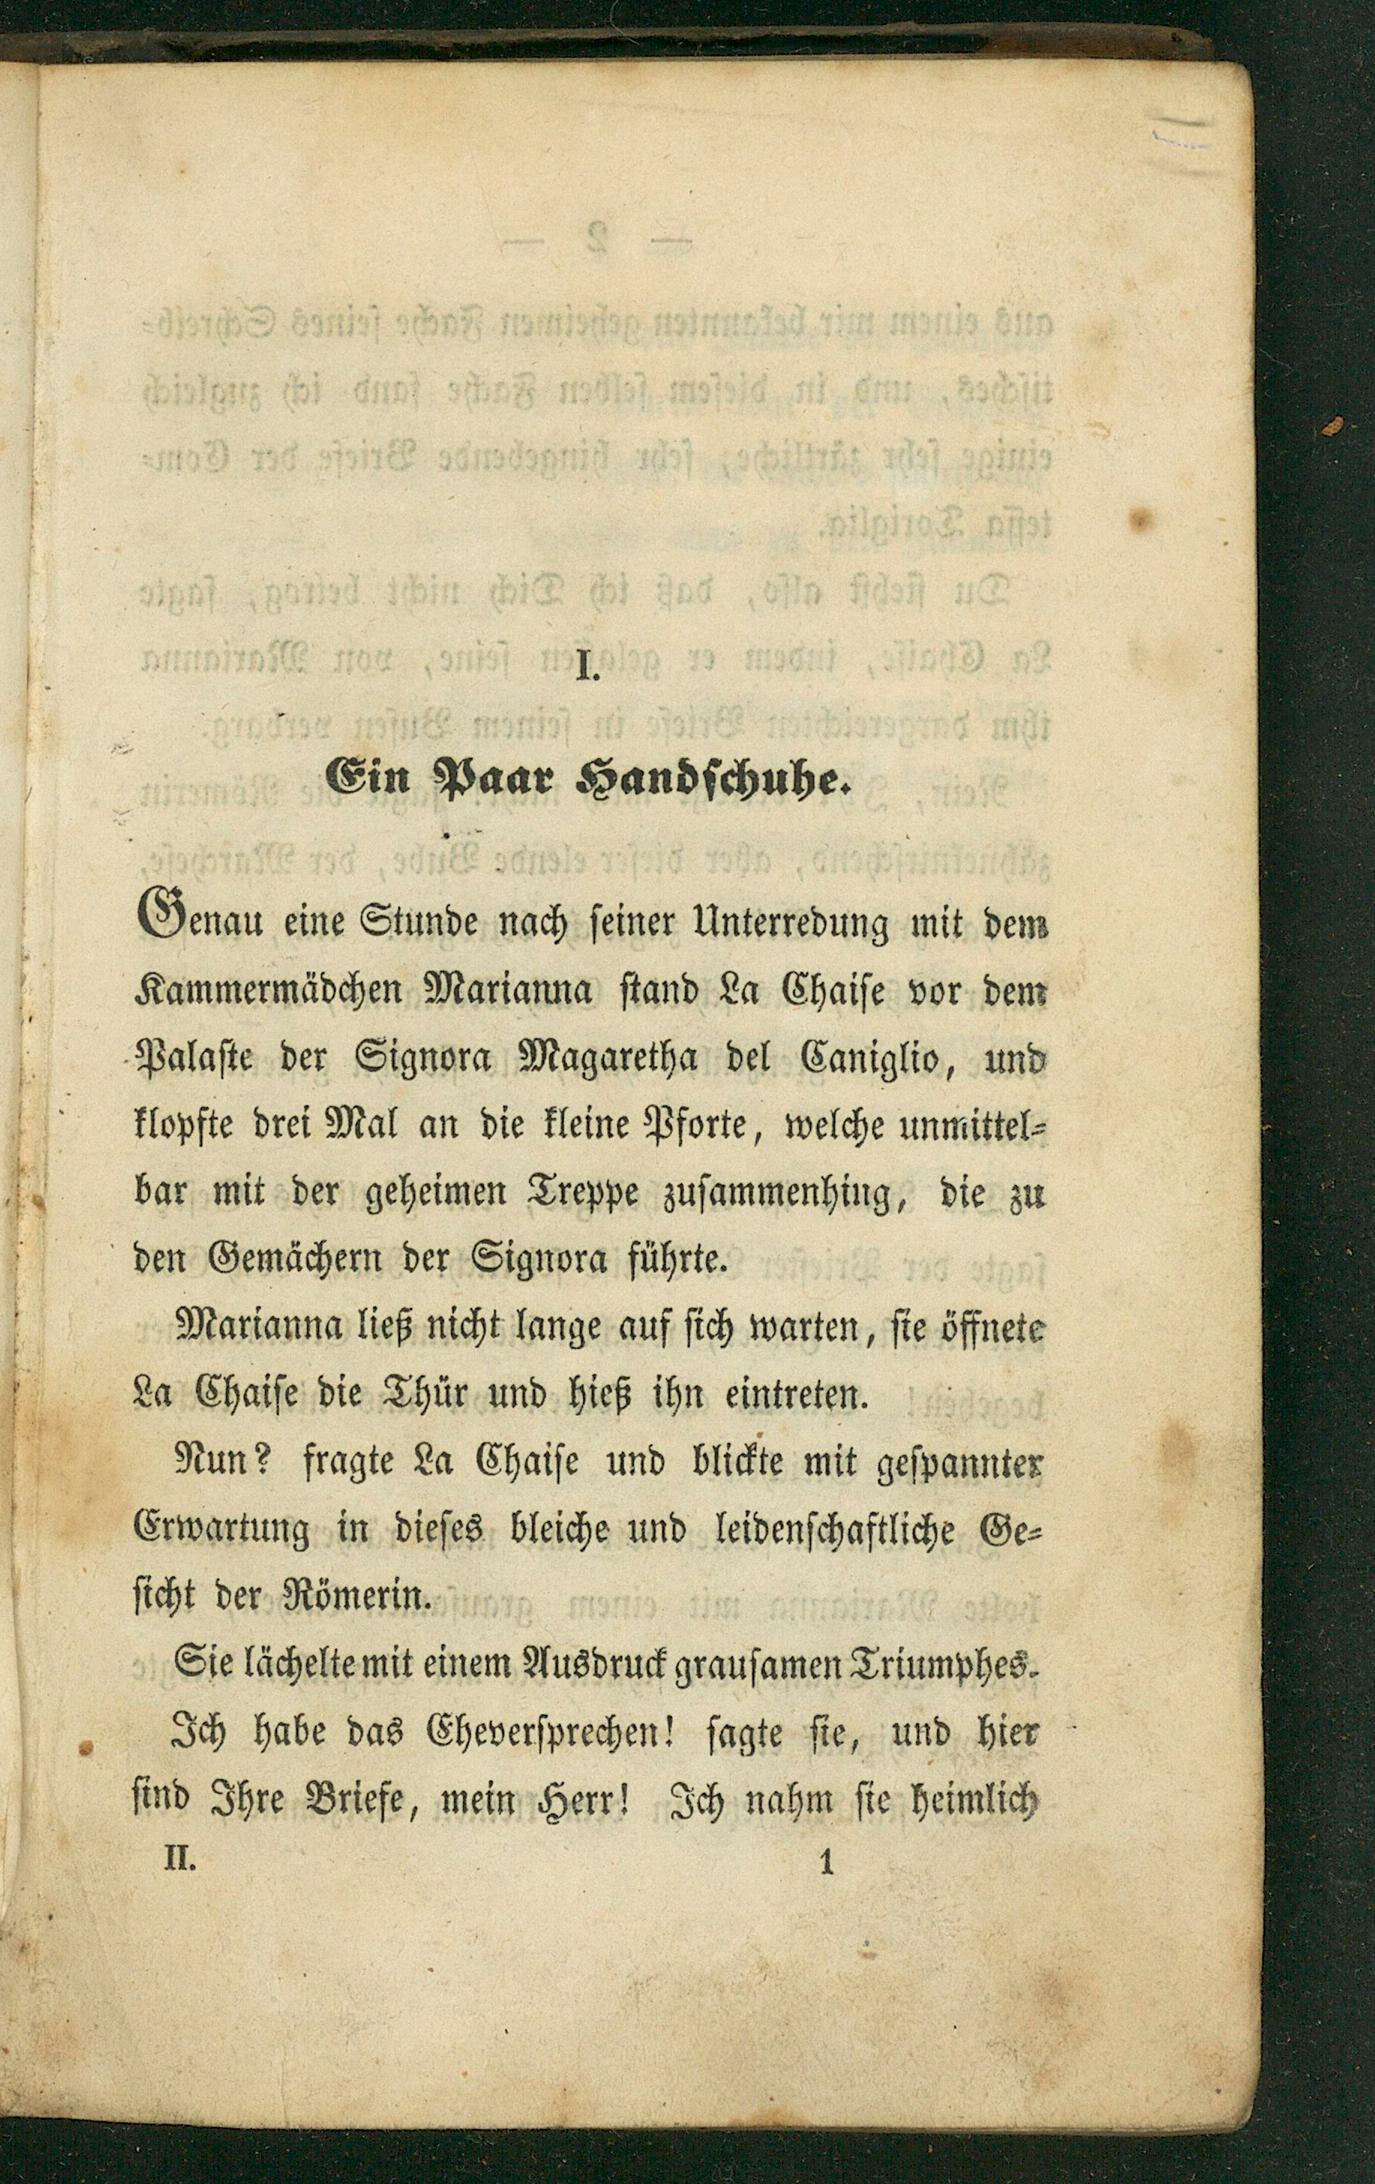 I.
Ein Paar Handschuhe.
Genau eine Stunde nach seiner Unterredung mit dem
Kammermädchen Marianna stand La Chaise vor dem
Palaste der Signora Magaretha del Caniglio, und
klopfte drei Mal an die kleine Pforte, welche unmittel-
bar mit der geheimen Treppe zusammenhing, die zu
den Gemächern der Signora führte.
Marianna ließ nicht lange auf sich warten, sie öffnete
La Chaise die Thür und hieß ihn eintreten.
Nun? fragte La Chaise und blickte mit gespannter
Erwartung in dieses bleiche und leidenschaftliche Ge-
sicht der Römerin.
Sie lächelte mit einem Ausdruck grausamen Triumphes.
Ich habe das Eheversprechen! sagte sie, und hier
sind Ihre Briefe, mein Herr! Ich nahm sie heimlich
II. 1